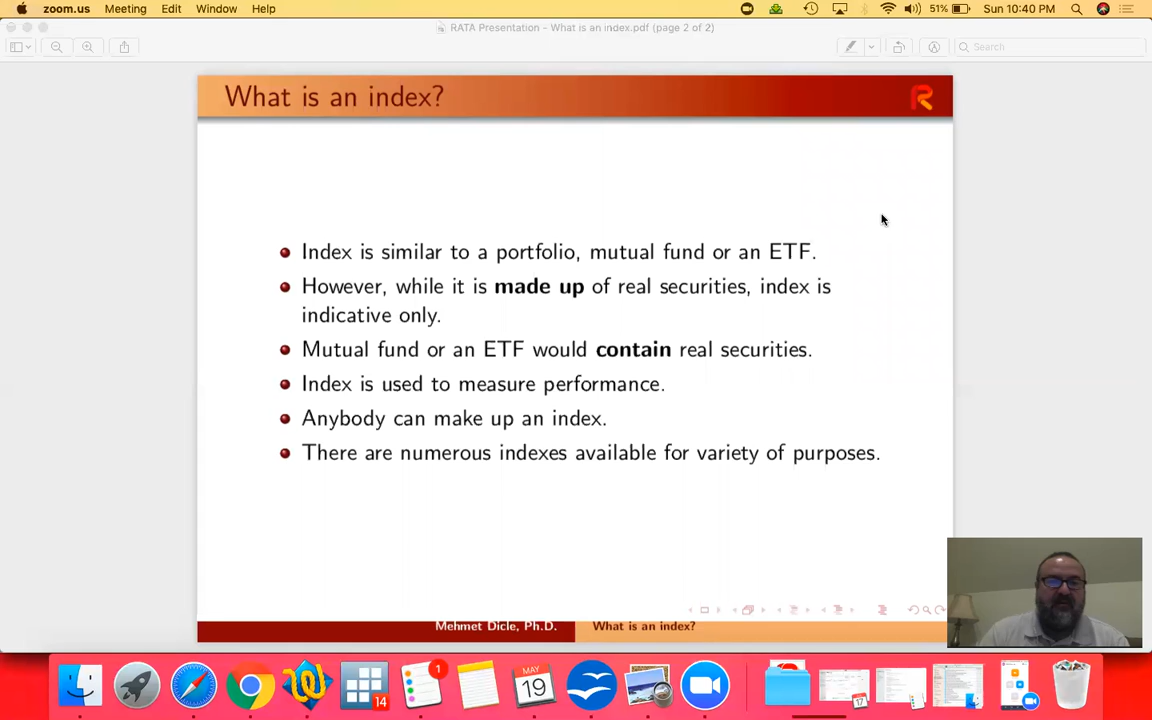 zoom.us Meeting Edit Window Help 51% Sun 10:40 PM
RATA Presentation - What is an index.pdf (page 2 of 2)
Search
What is an index?
R
Index is similar to a portfolio, mutual fund or an ETF.
However, while it is made up of real securities, index is
indicative only.
Mutual fund or an ETF would contain real securities.
Index is used to measure performance.
Anybody can make up an index.
There are numerous indexes available for variety of purposes.
Mehmet Dicle, Ph.D. What is an index?
14
1
MAY
19
17